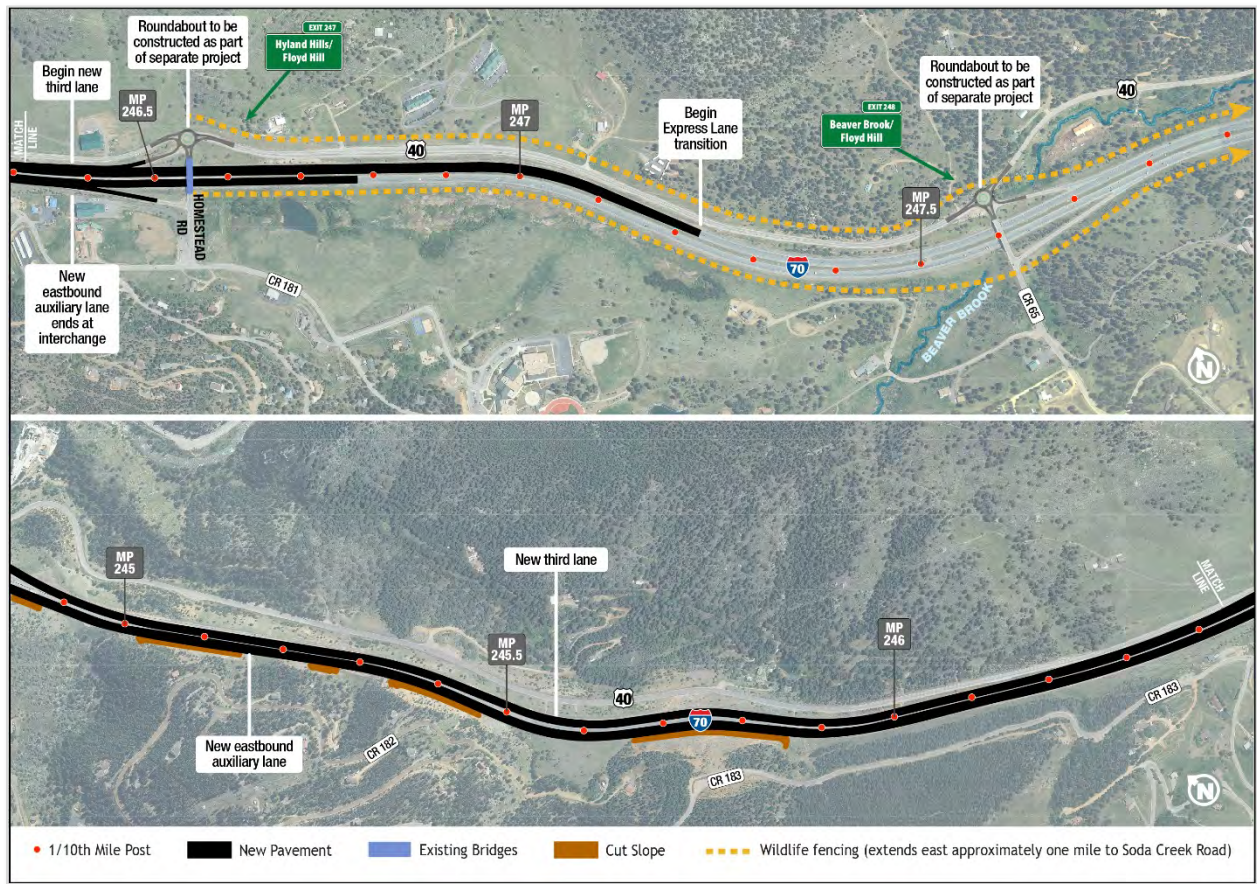 Roundabout to be
constructed as part
of separate project
EXIT 247
Hyland Hills/
Floyd Hill
Begin new
third lane
MP
246.5
MATCH
LINE
40
MP
247
Begin
Express Lane
transition
Roundabout to be
constructed as part
of separate project
EXIT 248
Beaver Brook/
Floyd Hill
40
MP
247.5
HOMESTEAD
RD
New
eastbound
auxiliary lane
ends at
interchange
CR 181
70
BEAVER BROOK
CR 65
N
MP
245
New third lane
MP
245.5
40
70
MP
246
MATCH
LINE
New eastbound
auxiliary lane
CR 182
CR 183
CR 183
N
1/10th Mile Post
New Pavement
Existing Bridges
Cut Slope
Wildlife fencing (extends east approximately one mile to Soda Creek Road)